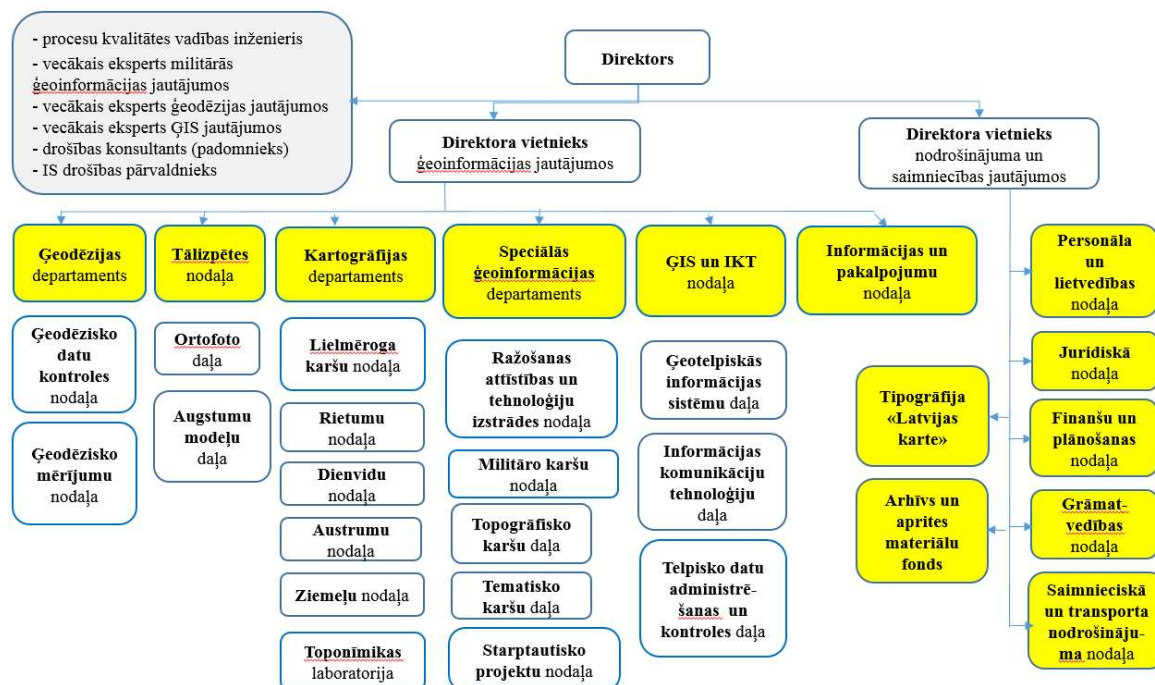 - procesu kvalitātes vadības inženieris
- vecākais eksperts militārās
ģeoinformācijas jautājumos
- vecākais eksperts ģeodēzijas jautājumos
- vecākais eksperts ĢIS jautājumos
- drošības konsultants (padomnieks)
- IS drošības pārvaldnieks
Direktors
Direktora vietnieks
ģeoinformācijas jautājumos
Direktora vietnieks
nodrošinājuma un
saimniecības jautājumos
Ģeodēzijas
departaments
Tālizpētes
nodaļa
Kartogrāfijas
departaments
Speciālās
ģeoinformācijas
departaments
ĢIS un IKT
nodaļa
Informācijas un
pakalpojumu
nodaļa
Personāla
un
lietvedības
nodaļa
Ģeodēzisko
datu
kontroles
nodaļa
Ģeodēzisko
mērījumu
nodaļa
Ortofoto
daļa
Augstumu
modeļu
daļa
Lielmēroga
karšu nodaļa
Rietumu
nodaļa
Dienvidu
nodaļa
Austrumu
nodaļa
Ziemeļu nodaļa
Toponīmikas
laboratorija
Ražošanas
attīstības un
tehnoloģiju
izstrādes nodaļa
Militāro karšu
nodaļa
Topogrāfisko
karšu daļa
Tematisko
karšu daļa
Starptautisko
projektu nodaļa
Ģeotelpiskās
informācijas
sistēmu daļa
Informācijas
komunikāciju
tehnoloģiju
daļa
Telpisko datu
administrē-
šanas un
kontroles daļa
Tipogrāfija
«Latvijas
karte»
Arhīvs un
aprites
materiālu
fonds
Juridiskā
nodaļa
Finanšu un
plānošanas
nodaļa
Grāmat-
vedības
nodaļa
Saimnieciskā
un transporta
nodrošināju-
ma nodaļa